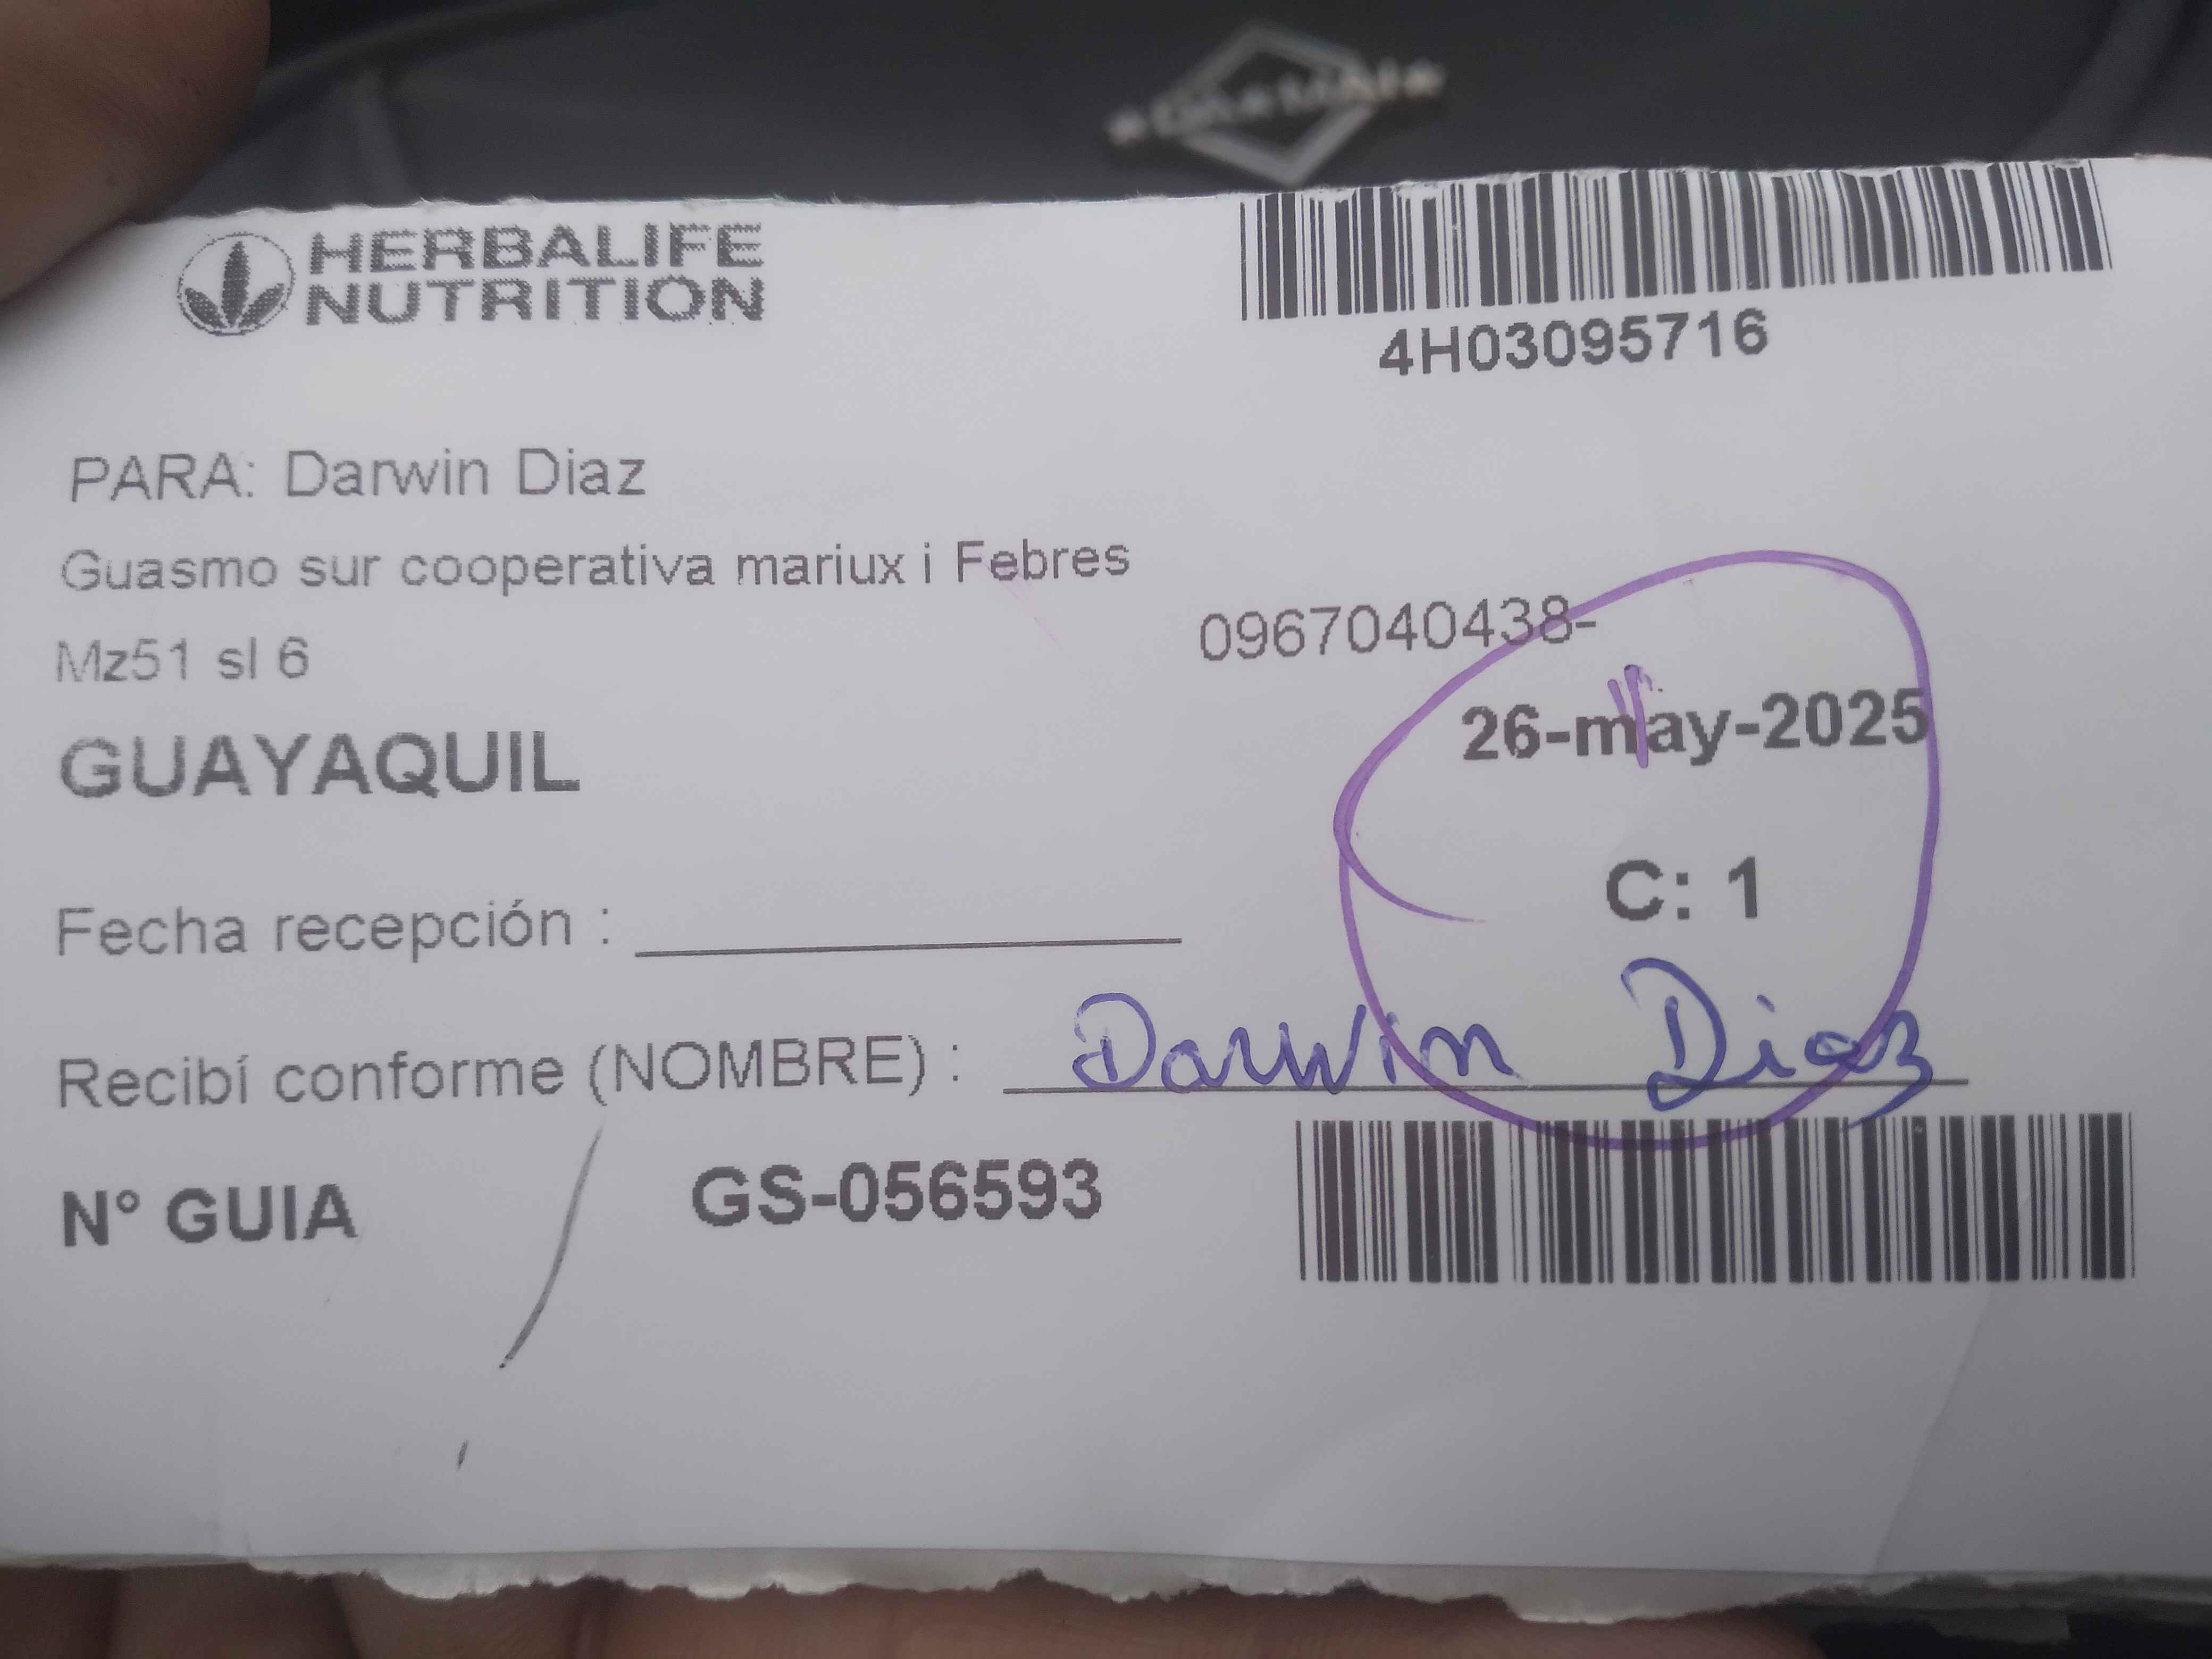 HERBALIFE
NUTRITION
4H03095716
PARA: Darwin Diaz
Guasmo sur cooperativa mariux i Febres
Mz51 sl 6
0967040438-
GUAYAQUIL
26-may-2025
C: 1
Fecha recepción :
Recibí conforme (NOMBRE) : Darwin Diaz
N° GUIA GS-056593